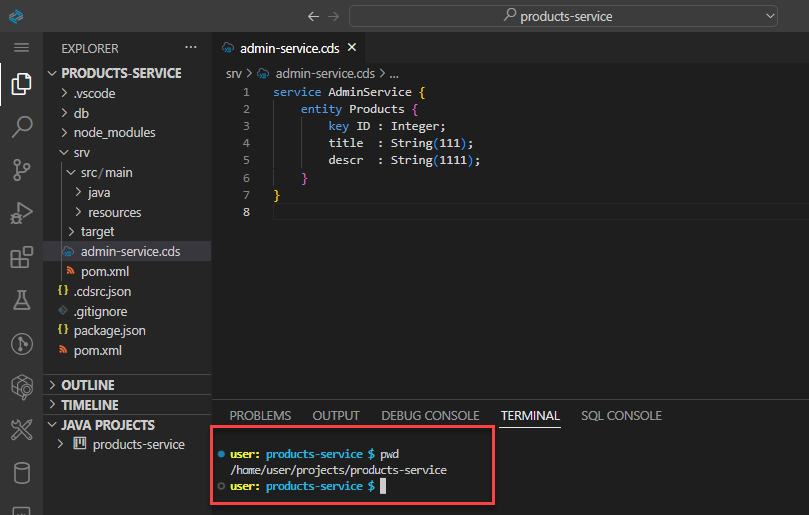 products-service
EXPLORER
PRODUCTS-SERVICE
.vscode
db
node_modules
srv
src/main
java
resources
target
admin-service.cds
pom.xml
{} .cdsrc.json
.gitignore
{} package.json
pom.xml
OUTLINE
TIMELINE
JAVA PROJECTS
products-service
admin-service.cds
srv > admin-service.cds > ...
1 service AdminService {
2 entity Products {
3 key ID : Integer;
4 title : String(111);
5 descr : String(1111);
6 }
7 }
8
PROBLEMS OUTPUT DEBUG CONSOLE TERMINAL SQL CONSOLE
user: products-service $ pwd
/home/user/projects/products-service
user: products-service $